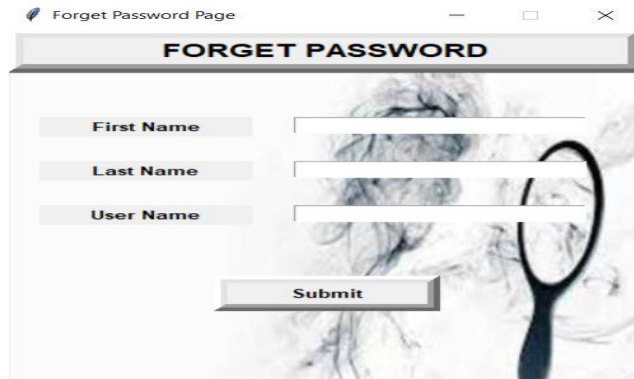 Forget Password Page
FORGET PASSWORD
First Name
Last Name
User Name
Submit